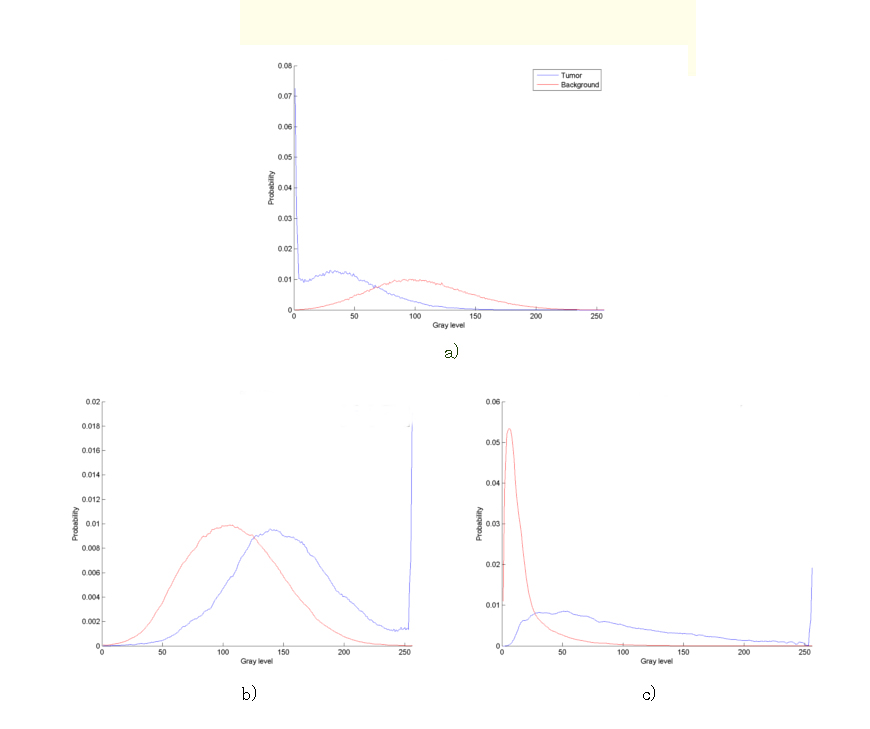 0.08
0.07
0.06
0.05
0.04
0.03
0.02
0.01
0
Probability
Tumor
Background
0 50 100 150 200 250
Gray level
a)
0.02
0.018
0.016
0.014
0.012
0.01
0.008
0.006
0.004
0.002
0
Probability
0 50 100 150 200 250
Gray level
b)
0.06
0.05
0.04
0.03
0.02
0.01
0
Probability
0 50 100 150 200 250
Gray level
c)